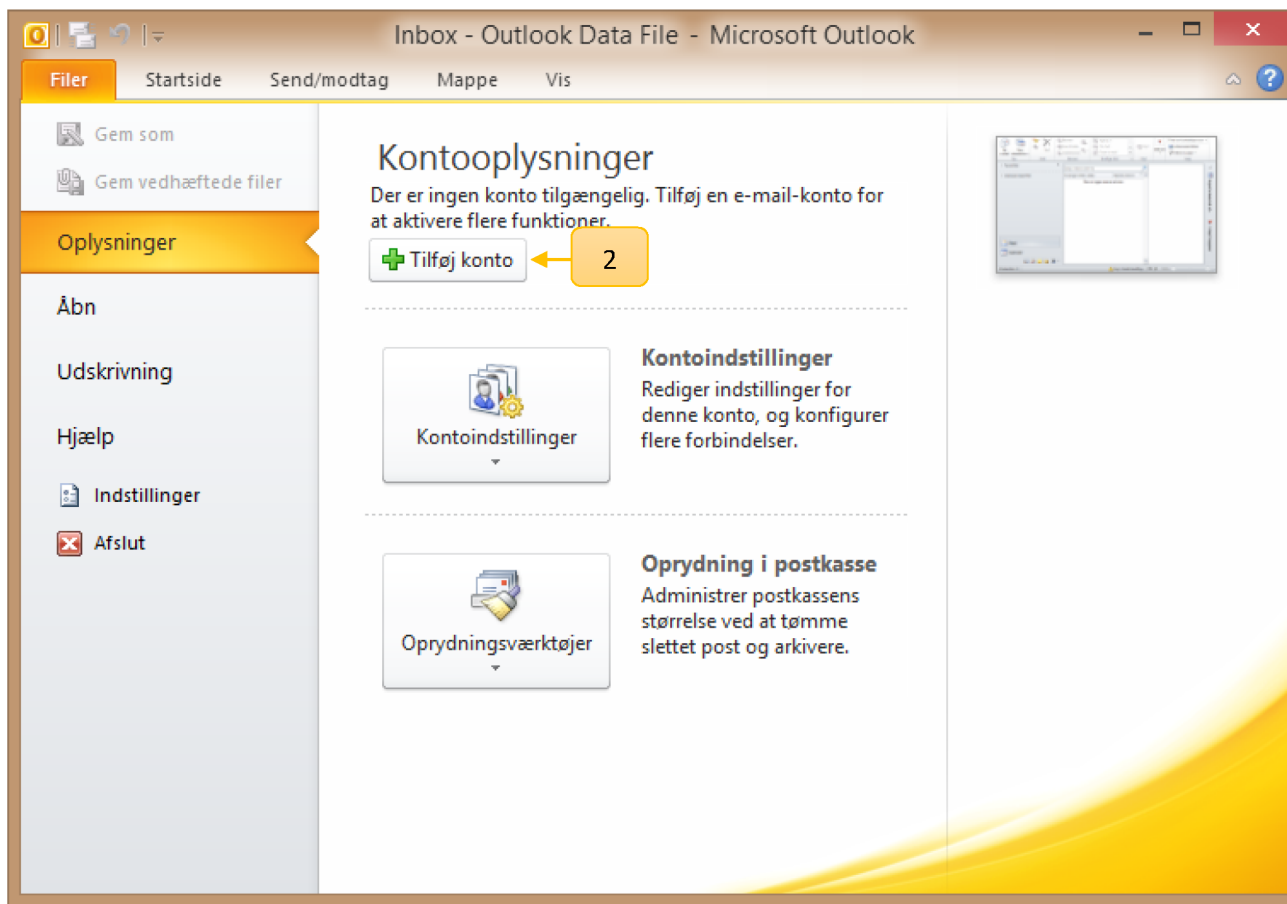 Inbox - Outlook Data File - Microsoft Outlook
Filer Startside Send/modtag Mappe Vis
Gem som
Gem vedhæftede filer
Oplysninger
Åbn
Udskrivning
Hjælp
Indstillinger
Afslut
Kontooplysninger
Der er ingen konto tilgængelig. Tilføj en e-mail-konto for
at aktivere flere funktioner.
Tilføj konto
2
Kontoindstillinger
Kontoindstillinger
Rediger indstillinger for
denne konto, og konfigurer
flere forbindelser.
Oprydningsværktøjer
Oprydning i postkasse
Administrer postkassens
størrelse ved at tømme
slettet post og arkivere.